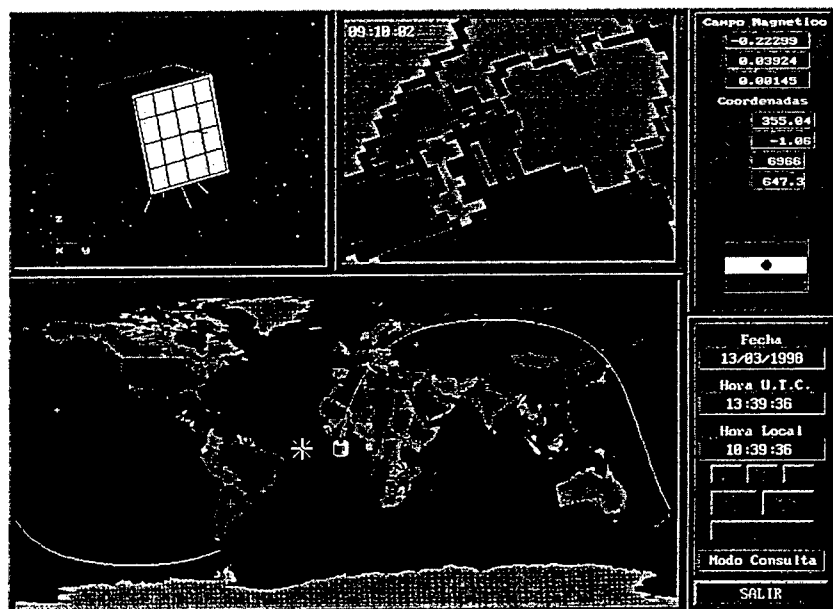 09:10:02
z
x y
Campo Magnetico
-0.22299
0.03924
0.00145
Coordenadas
355.04
-1.06
6966
647.3
Fecha
13/03/1998
Hora U.T.C.
13:39:36
Hora Local
10:39:36
Modo Consulta
SALIR